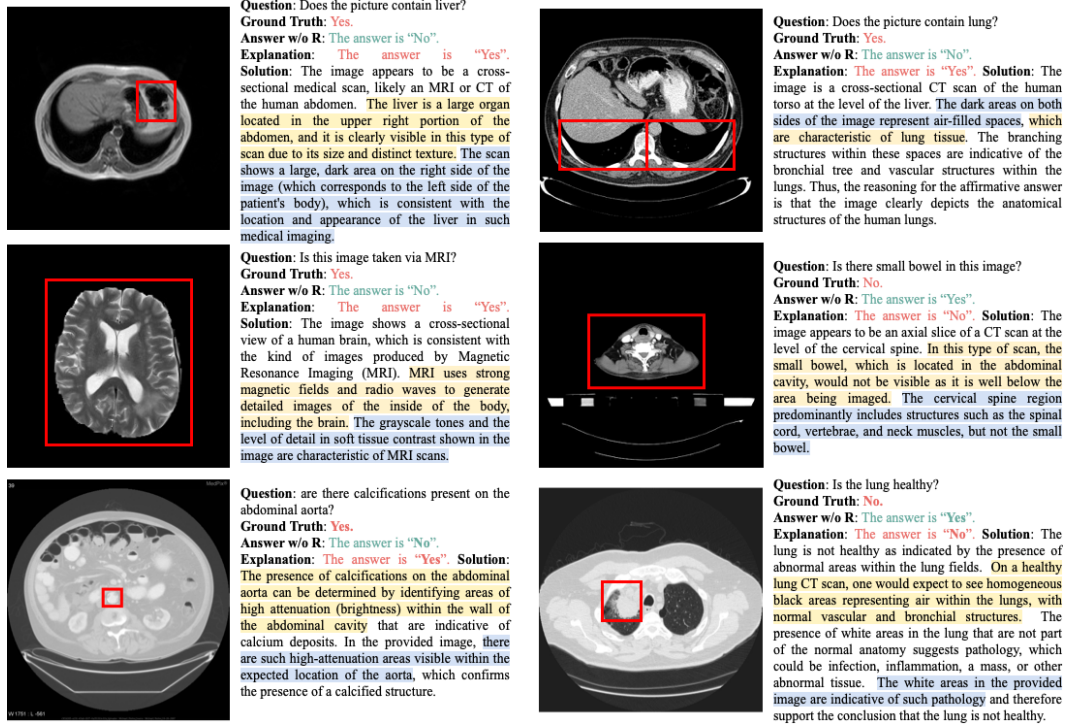 Question: Does the picture contain liver?
Ground Truth: Yes.
Answer w/o R: The answer is “No”.
Explanation: The answer is “Yes”.
Solution: The image appears to be a cross-
sectional medical scan, likely an MRI or CT of
the human abdomen. The liver is a large organ
located in the upper right portion of the
abdomen, and it is clearly visible in this type of
scan due to its size and distinct texture. The scan
shows a large, dark area on the right side of the
image (which corresponds to the left side of the
patient's body), which is consistent with the
location and appearance of the liver in such
medical imaging.
Question: Does the picture contain lung?
Ground Truth: Yes.
Answer w/o R: The answer is “No”.
Explanation: The answer is “Yes”. Solution: The
image is a cross-sectional CT scan of the human
torso at the level of the liver. The dark areas on both
sides of the image represent air-filled spaces, which
are characteristic of lung tissue. The branching
structures within these spaces are indicative of the
bronchial tree and vascular structures within the
lungs. Thus, the reasoning for the affirmative answer
is that the image clearly depicts the anatomical
structures of the human lungs.
Question: Is this image taken via MRI?
Ground Truth: Yes.
Answer w/o R: The answer is “No”.
Explanation: The answer is “Yes”.
Solution: The image shows a cross-sectional
view of a human brain, which is consistent with
the kind of images produced by Magnetic
Resonance Imaging (MRI). MRI uses strong
magnetic fields and radio waves to generate
detailed images of the inside of the body,
including the brain. The grayscale tones and the
level of detail in soft tissue contrast shown in the
image are characteristic of MRI scans.
Question: Is there small bowel in this image?
Ground Truth: No.
Answer w/o R: The answer is “Yes”.
Explanation: The answer is “No”. Solution: The
image appears to be an axial slice of a CT scan at the
level of the cervical spine. In this type of scan, the
small bowel, which is located in the abdominal
cavity, would not be visible as it is well below the
area being imaged. The cervical spine region
predominantly includes structures such as the spinal
cord, vertebrae, and neck muscles, but not the small
bowel.
39
MedPix®
W 1751 : L -561
Question: are there calcifications present on the
abdominal aorta?
Ground Truth: Yes.
Answer w/o R: The answer is “No”.
Explanation: The answer is “Yes”. Solution:
The presence of calcifications on the abdominal
aorta can be determined by identifying areas of
high attenuation (brightness) within the wall of
the abdominal cavity that are indicative of
calcium deposits. In the provided image, there
are such high-attenuation areas visible within the
expected location of the aorta, which confirms
the presence of a calcified structure.
Question: Is the lung healthy?
Ground Truth: No.
Answer w/o R: The answer is “Yes”.
Explanation: The answer is “No”. Solution: The
lung is not healthy as indicated by the presence of
abnormal areas within the lung fields. On a healthy
lung CT scan, one would expect to see homogeneous
black areas representing air within the lungs, with
normal vascular and bronchial structures. The
presence of white areas in the lung that are not part
of the normal anatomy suggests pathology, which
could be infection, inflammation, a mass, or other
abnormal tissue. The white areas in the provided
image are indicative of such pathology and therefore
support the conclusion that the lung is not healthy.